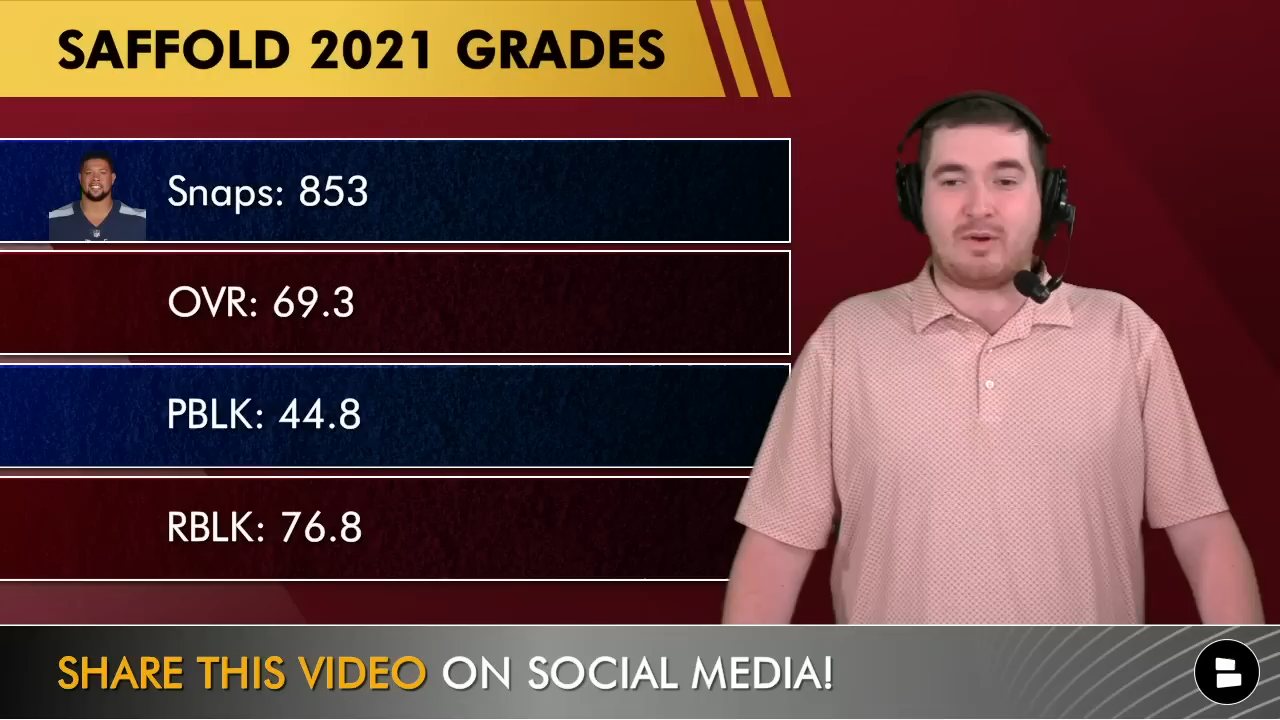 SAFFOLD 2021 GRADES
Snaps: 853
OVR: 69.3
PBLK: 44.8
RBLK: 76.8
SHARE THIS VIDEO ON SOCIAL MEDIA!